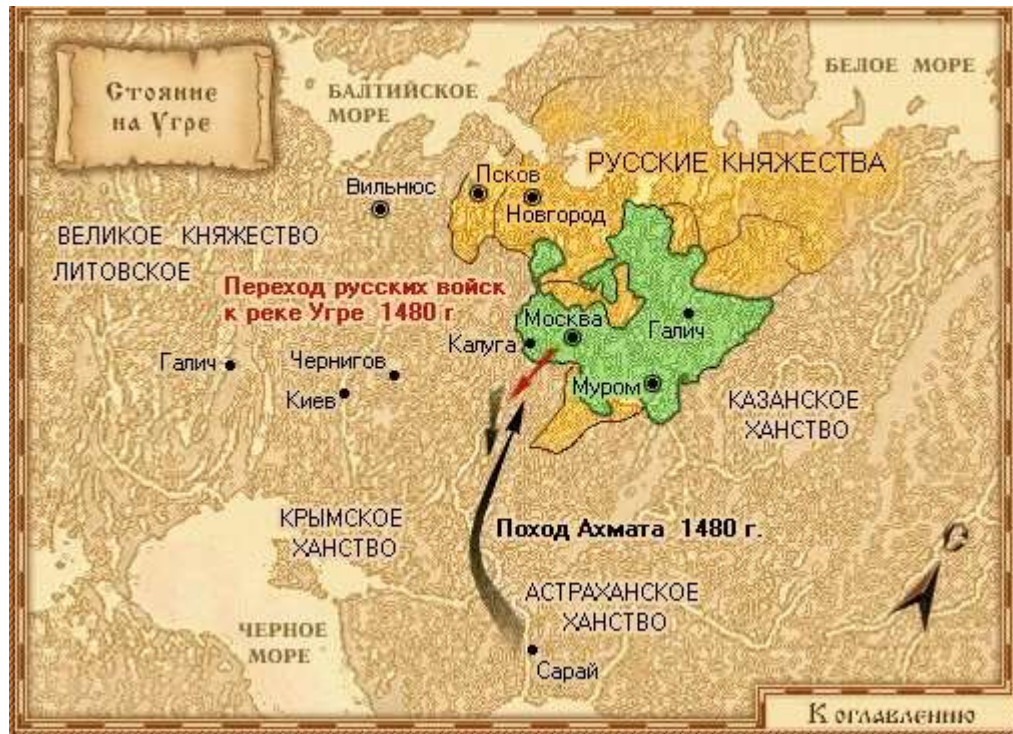 Стояние
на Угре
БЕЛОЕ МОРЕ
БАЛТИЙСКОЕ
МОРЕ
РУССКИЕ КНЯЖЕСТВА
Псков
Вильнюс
Новгород
ВЕЛИКОЕ КНЯЖЕСТВО
ЛИТОВСКОЕ
Переход русских войск
к реке Угре 1480 г
Москва
Галич
Калуга
Чернигов
Галич
Муром
Киев
КАЗАНСКОЕ
ХАНСТВО
КРЫМСКОЕ
ХАНСТВО
Поход Ахмата 1480 г.
С
АСТРАХАНСКОЕ
ХАНСТВО
ЧЕРНОЕ
МОРЕ
Сарай
К оглавлению